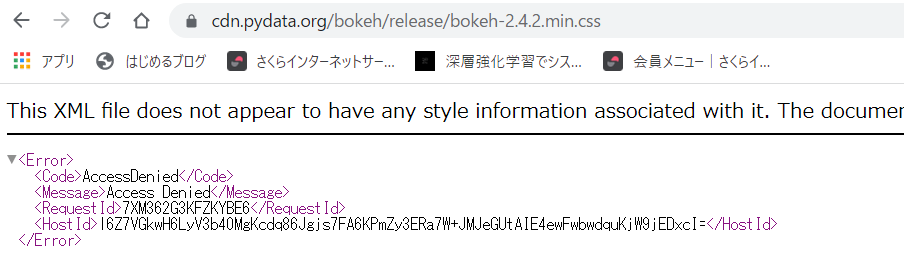 cdn.pydata.org/bokeh/release/bokeh-2.4.2.min.css
アプリ はじめるブログ さくらインターネットサー... 深層強化学習でシス... 会員メニュー | さくらイ...
This XML file does not appear to have any style information associated with it. The documen
▼<Error>
<Code>AccessDenied</Code>
<Message>Access Denied</Message>
<RequestId>7XM362G3KFZKYBE6</RequestId>
<HostId>l6Z7VGkwH6LyV3b40MgKcdq86Jgjs7FA6KPmZy3ERa7W+JMJeGUtAIE4ewFwbwdquKjW9jEDxcI=</HostId>
</Error>